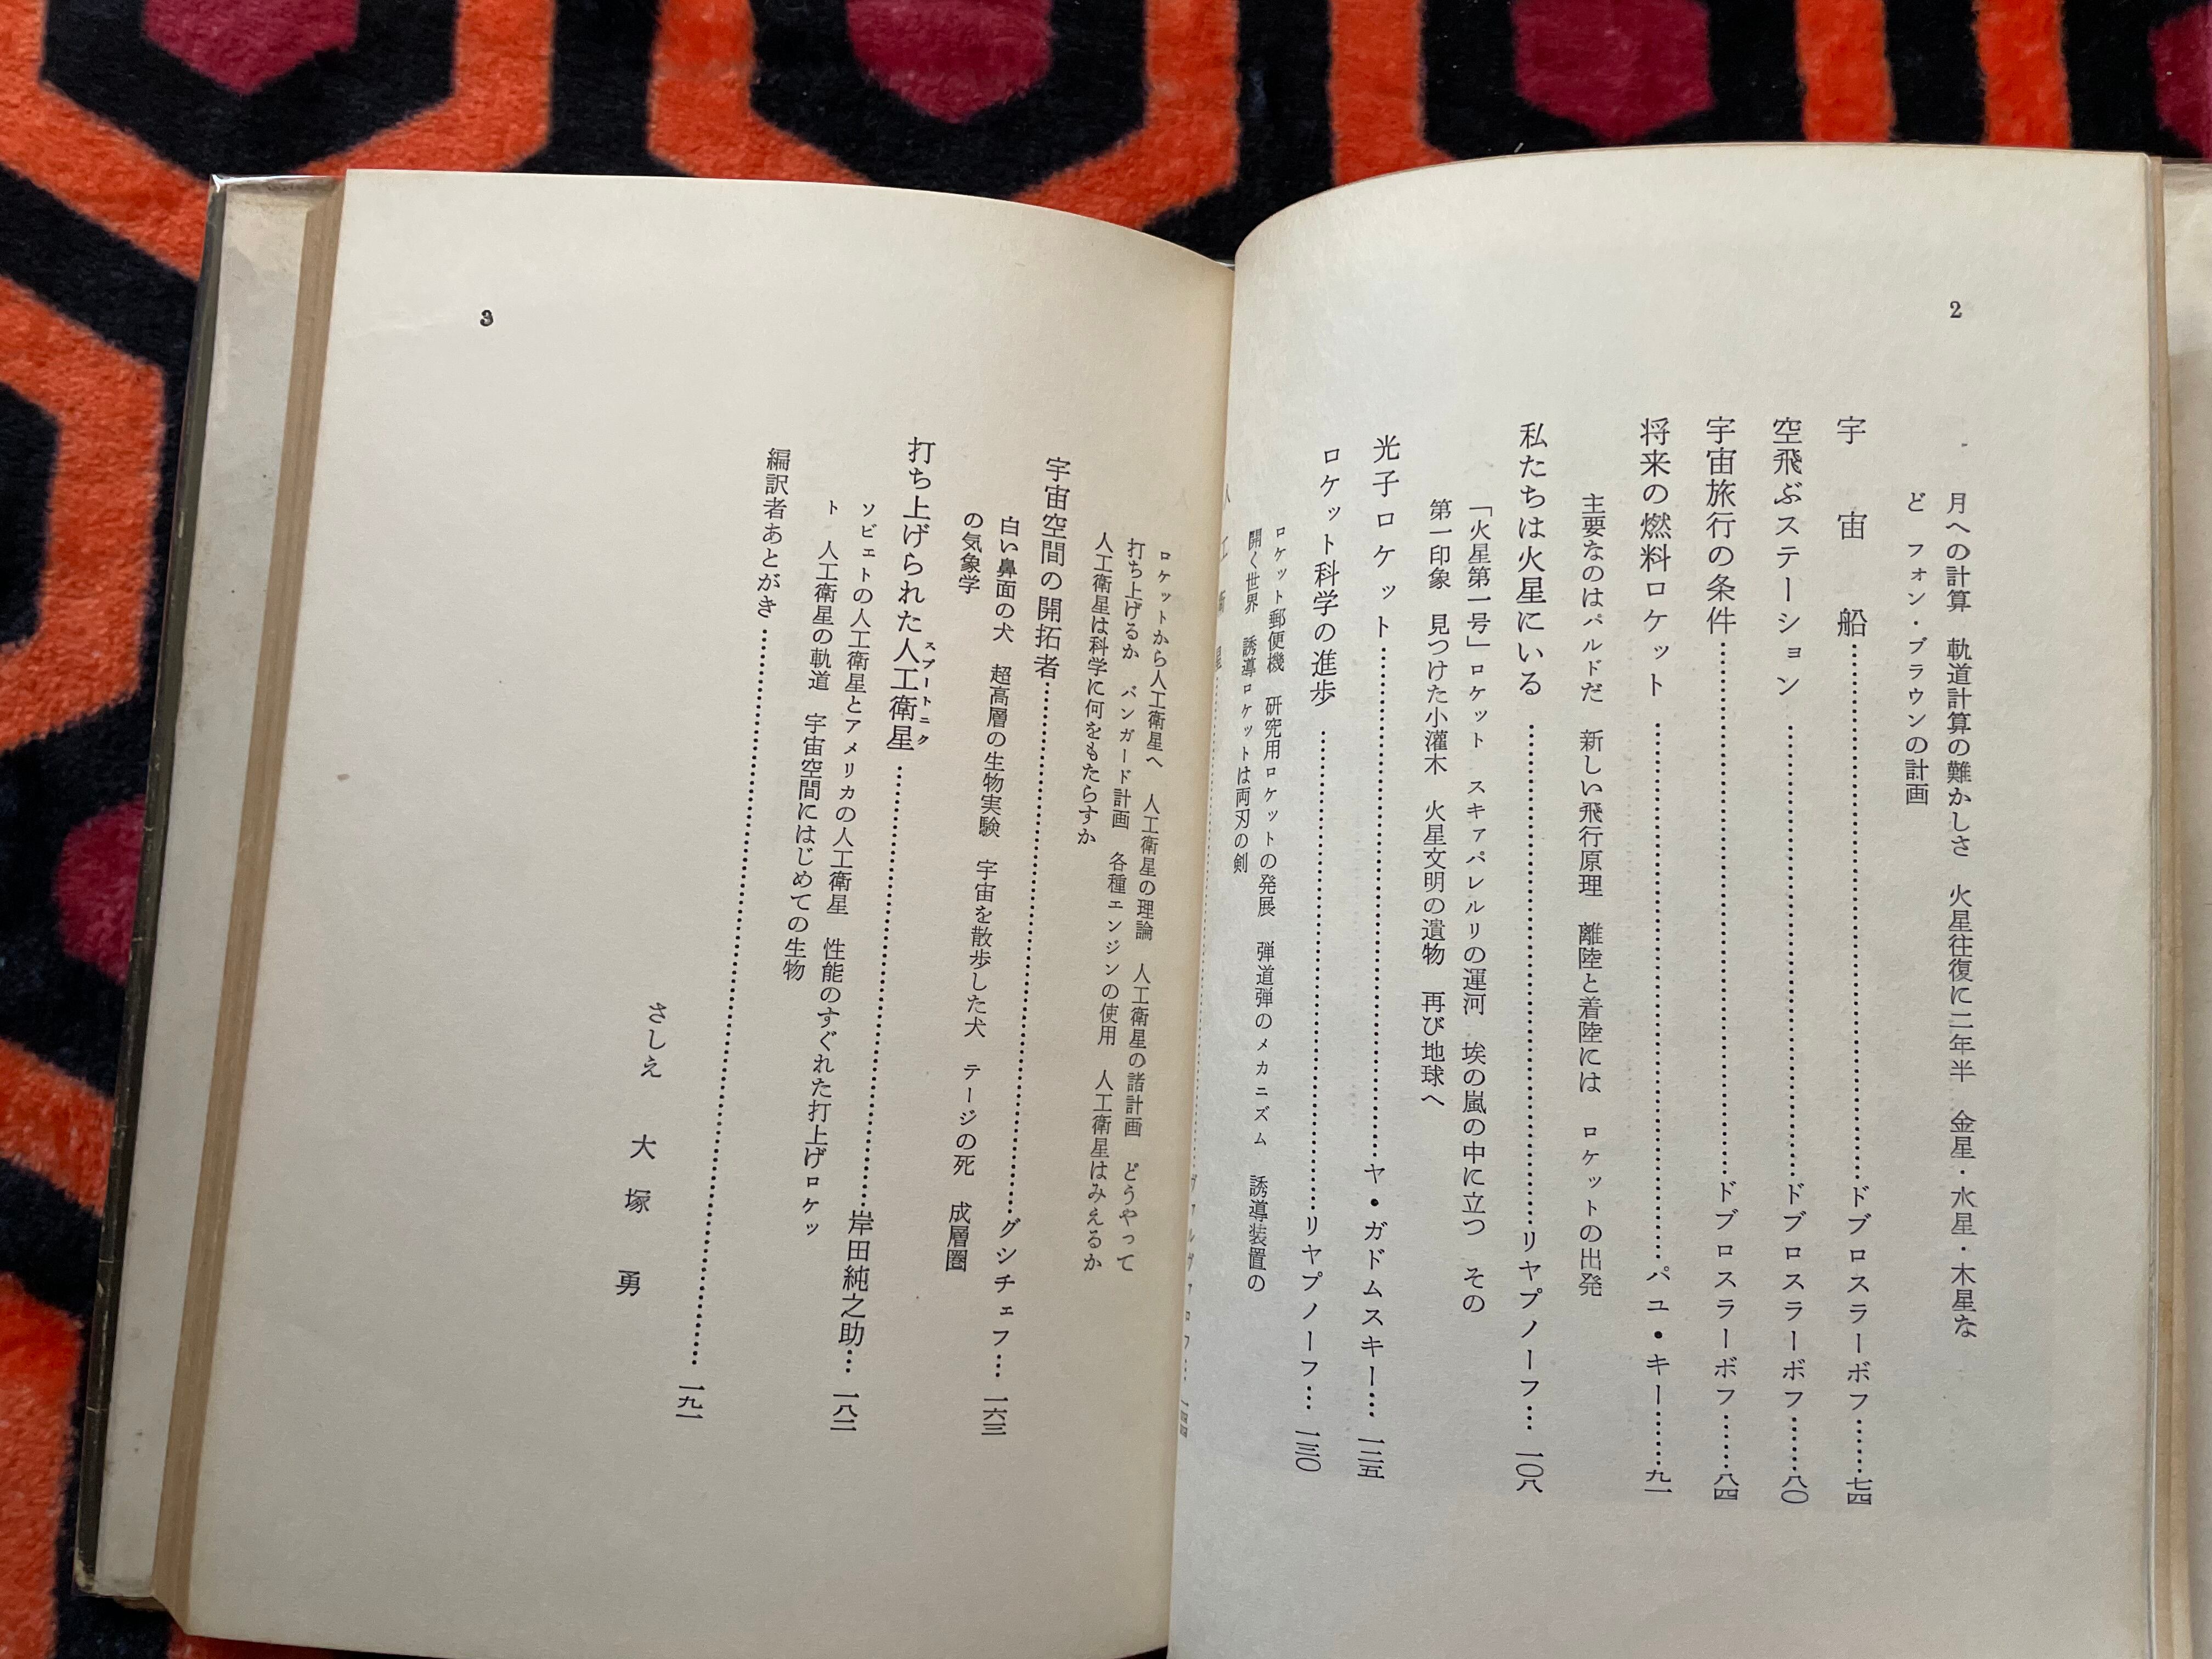 2
月への計算　軌道計算の難かしさ　火星往復に二年半　金星・水星・木星な
ど　フォン・ブラウンの計画
宇宙船……ドブロスラーボフ……七四
空飛ぶステーション……ドブロスラーボフ……八〇
宇宙旅行の条件……ドブロスラーボフ……八四
将来の燃料ロケット……パユ・キー……九一
主要なのはパルドだ　新しい飛行原理　離陸と着陸には　ロケットの出発
私たちは火星にいる……リヤプノーフ…一〇八
「火星第一号」ロケット　スキアパレルリの運河　埃の嵐の中に立つ　その
第一印象　見つけた小灌木　火星文明の遺物　再び地球へ
光子ロケット……ヤ・ガドムスキー…一二五
ロケット科学の進歩……リヤプノーフ…一三〇
ロケット郵便機　研究用ロケットの発展　弾道弾のメカニズム　誘導装置の
開く世界　誘導ロケットは両刃の剣
人工衛星……ヴァルヴァロフ…
ロケットから人工衛星へ　人工衛星の理論　人工衛星の諸計画　どうやって
打ち上げるか　バンガード計画　各種エンジンの使用　人工衛星はみえるか
人工衛星は科学に何をもたらすか
宇宙空間の開拓者……グシチェフ…一六三
白い鼻面の犬　超高層の生物実験　宇宙を散歩した犬　テージの死　成層圏
の気象学
打ち上げられた人工衛星スプートニク……岸田純之助…一八二
ソビェトの人工衛星とアメリカの人工衛星　性能のすぐれた打上げロケッ
ト　人工衛星の軌道　宇宙空間にはじめての生物
編訳者あとがき……一九一
さしえ　大塚勇
3